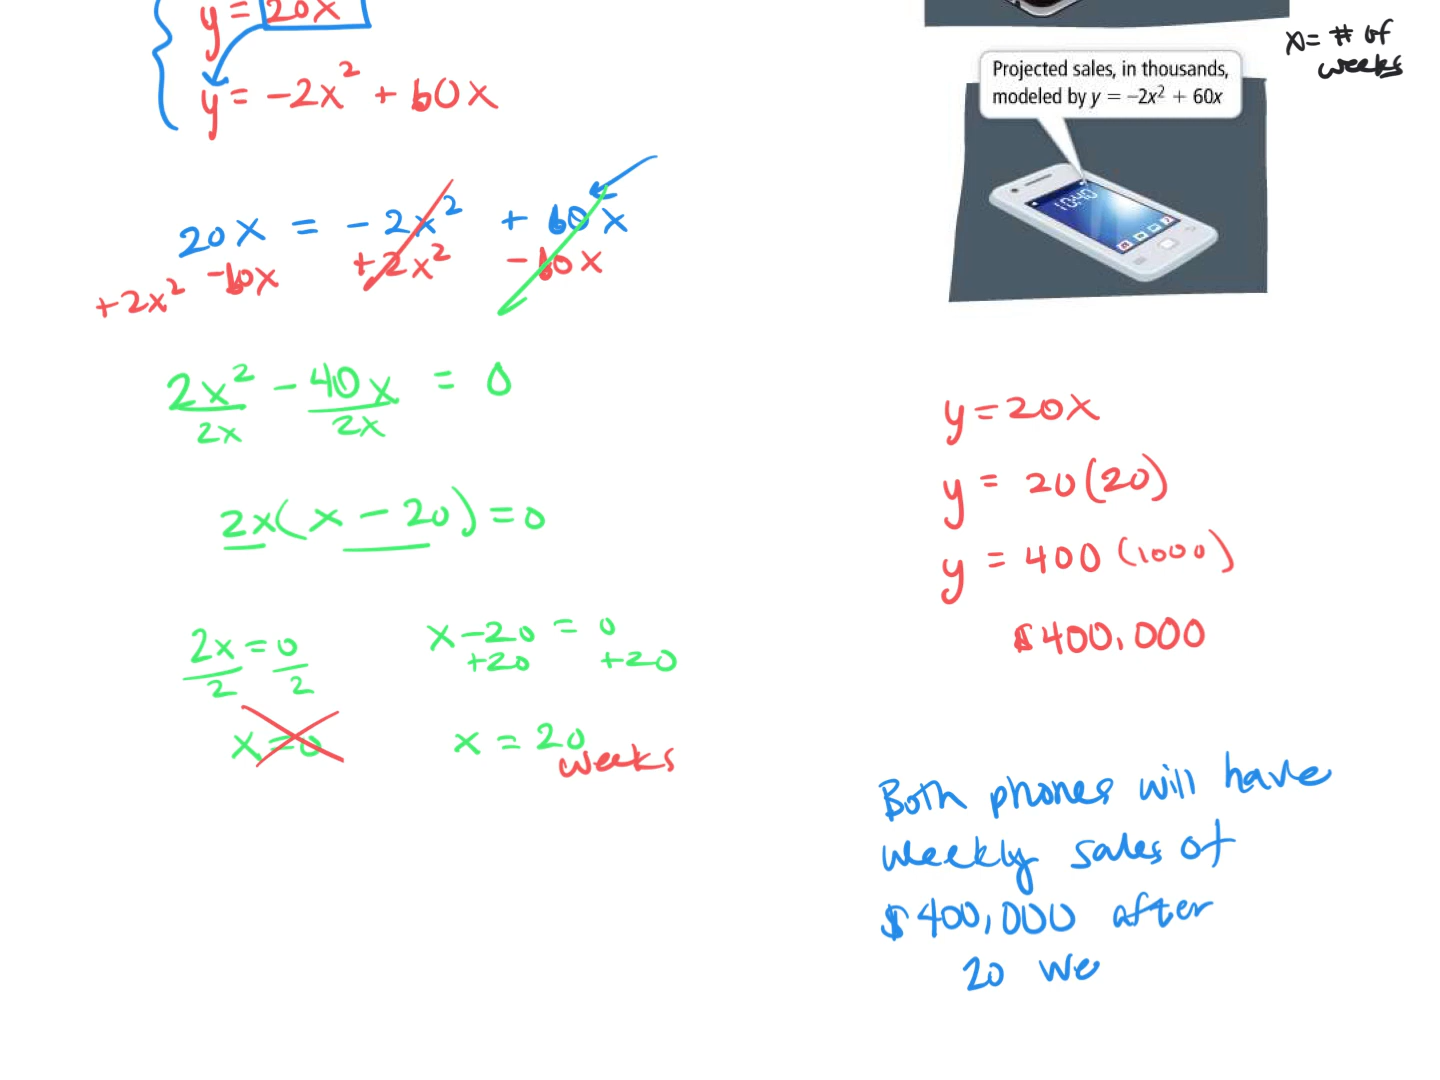 y = 20x
y = -2x² + 60x
x = # of
weeks
Projected sales, in thousands,
modeled by y = –2x² + 60x
10:40
20x = -2x² + 60x
+2x² -60x +2x² -60x
2x² - 40x = 0
2x 2x
2x(x - 20) = 0
2x = 0
2 2
x = 0
x - 20 = 0
+20 +20
x = 20
weeks
y = 20x
y = 20(20)
y = 400 (1000)
$400,000
Both phones will have
weekly sales of
$400,000 after
20 we